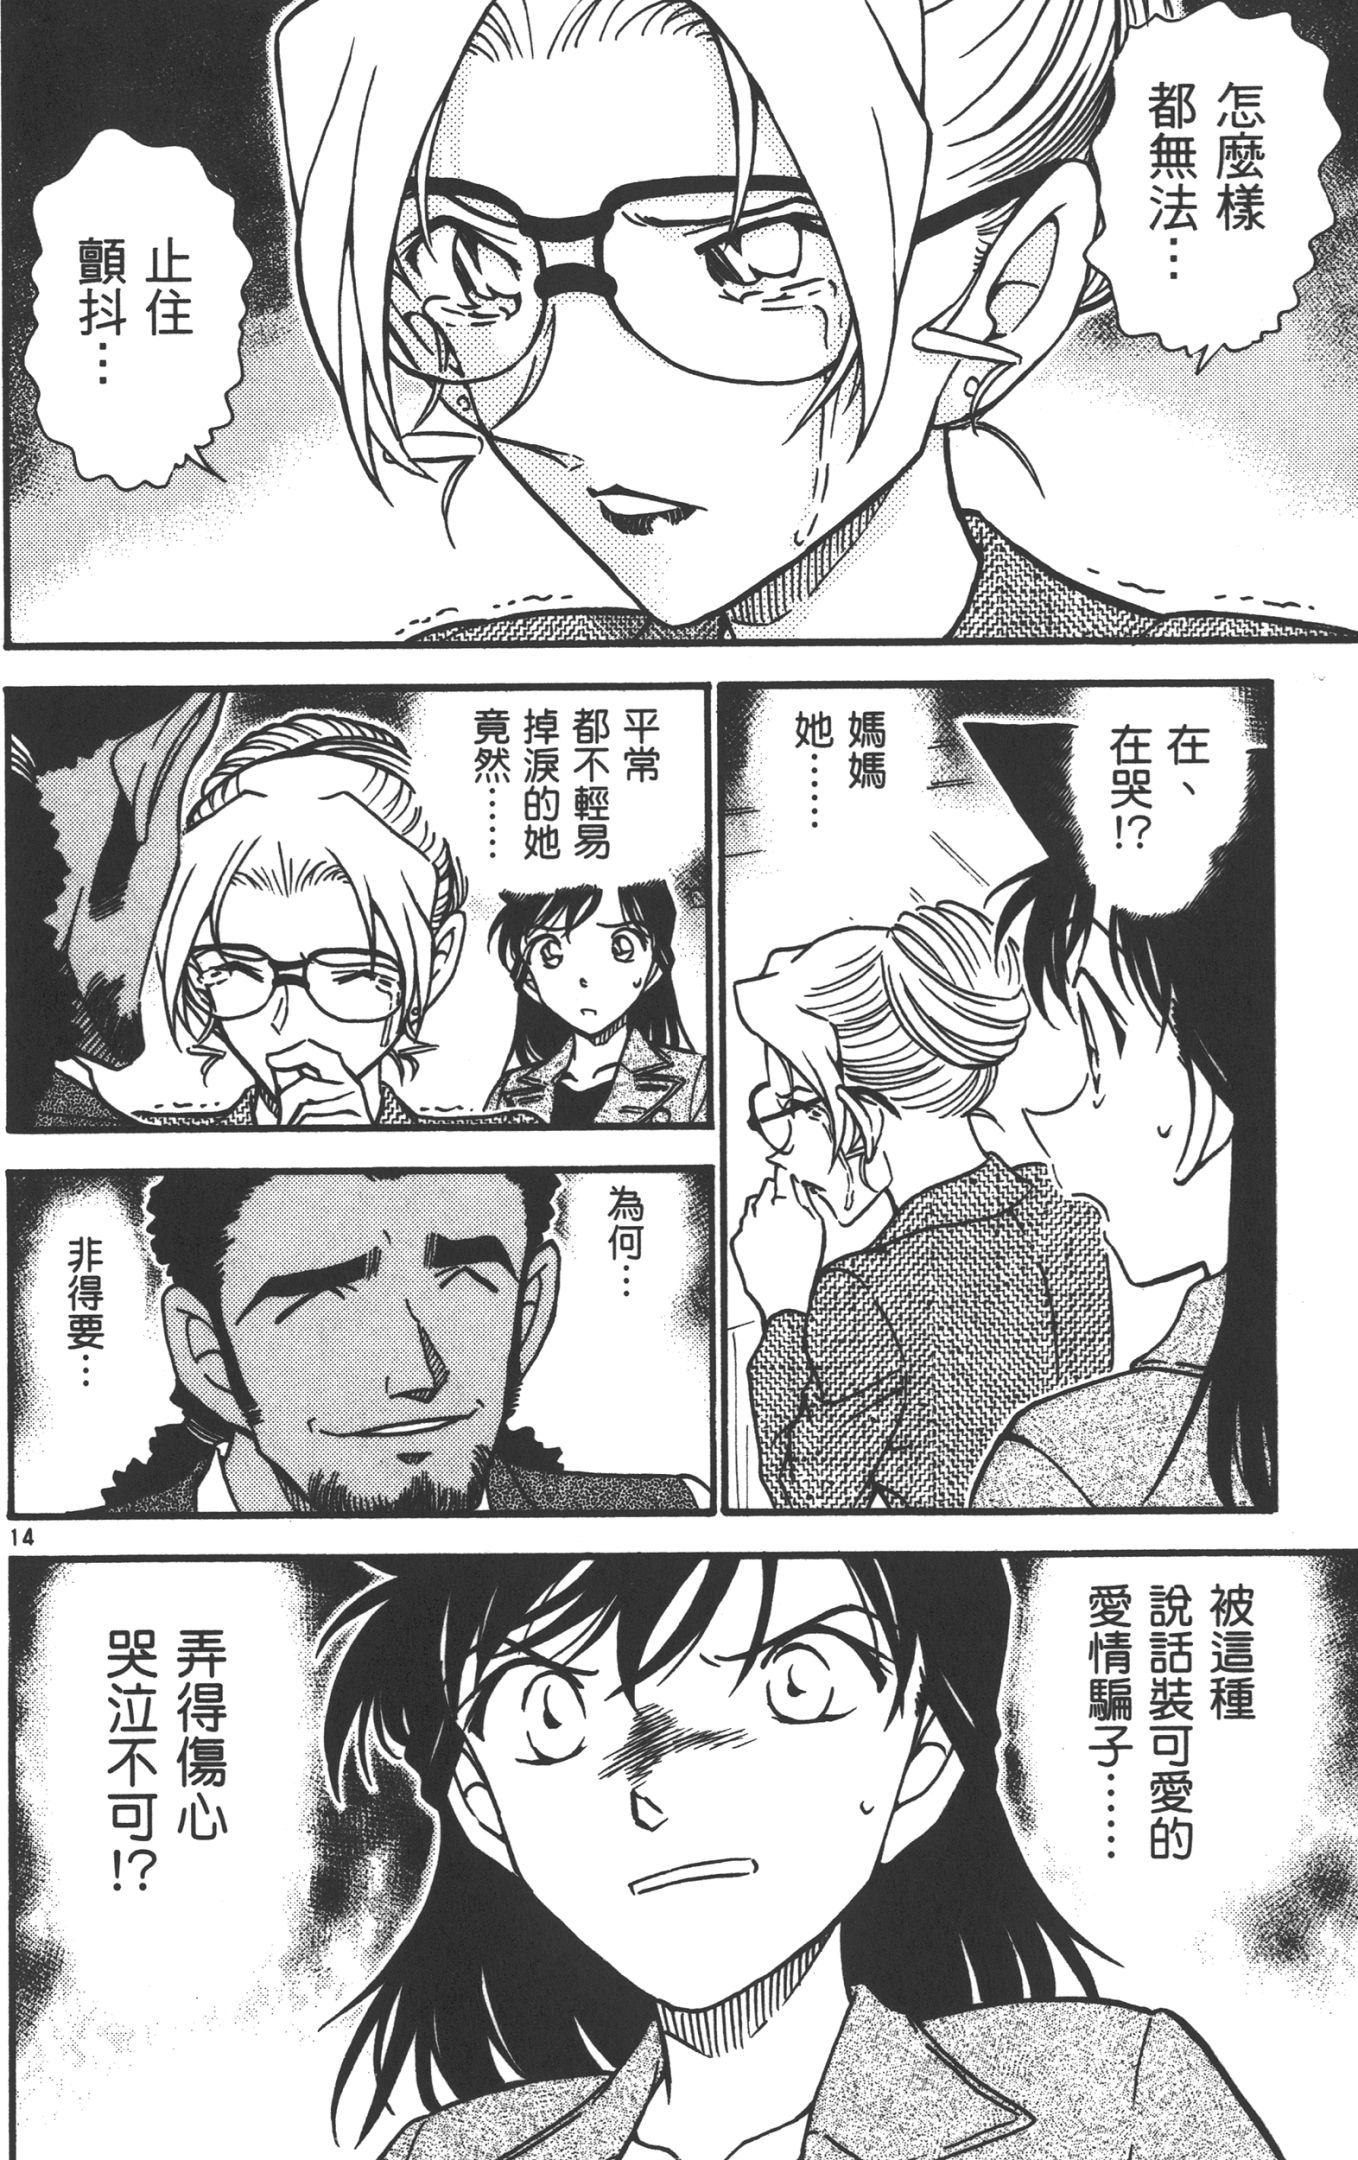 怎麼樣
都無法…
止住
顫抖…
在、
在哭!?
媽媽
她……
平常
都不輕易
掉淚的她
竟然……
為何…
非得要…
14
被這種
說話裝可愛的
愛情騙子……
弄得傷心
哭泣不可!?